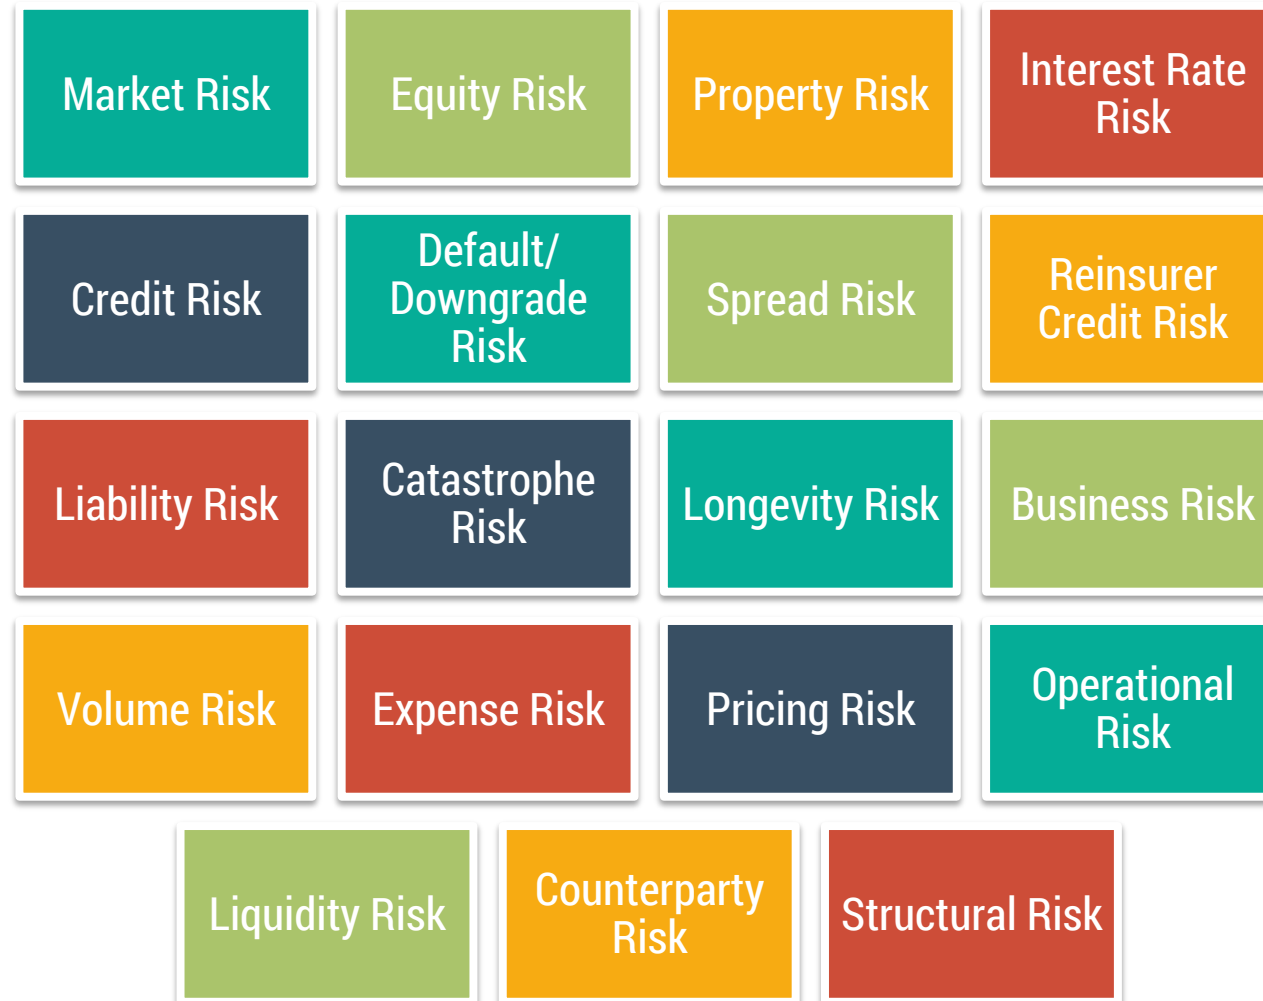 Market Risk
Equity Risk
Property Risk
Interest Rate
Risk
Credit Risk
Default/
Downgrade
Risk
Spread Risk
Reinsurer
Credit Risk
Liability Risk
Catastrophe
Risk
Longevity Risk
Business Risk
Volume Risk
Expense Risk
Pricing Risk
Operational
Risk
Liquidity Risk
Counterparty
Risk
Structural Risk